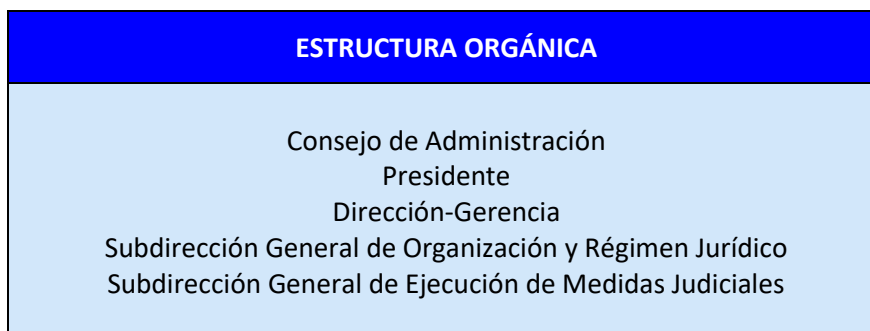 ESTRUCTURA ORGÁNICA
Consejo de Administración
Presidente
Dirección-Gerencia
Subdirección General de Organización y Régimen Jurídico
Subdirección General de Ejecución de Medidas Judiciales